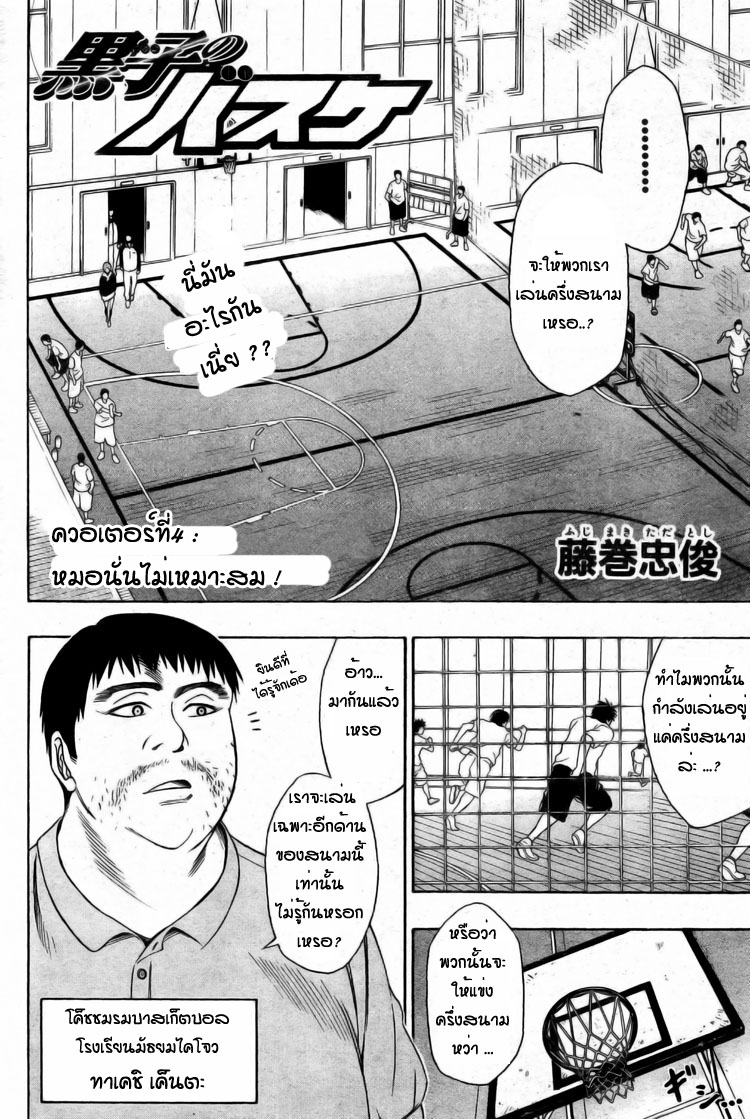 黒子の
バスケ
………
จะให้พวกเรา
เล่นครึ่งสนาม
เหรอ..?
นี่มัน
อะไรกัน
เนี่ย ??
ควอเตอร์ที่4 :
หมอนั่นไม่เหมาะสม !
ふじ まき ただ とし
藤巻忠俊
ทำไมพวกนั้น
กำลังเล่นอยู่
แค่ครึ่งสนาม
ล่ะ ...?
อ้าว...
มากันแล้ว
เหรอ
ยินดีที่
ได้รู้จักเด้อ
เราจะเล่น
เฉพาะอีกด้าน
ของสนามนี้
เท่านั้น
ไม่รู้กันหรอก
เหรอ?
หรือว่า
พวกนั้นจะ
ให้แข่ง
ครึ่งสนาม
หว่า ...
ギッ…
โค็ชชมรมบาสเก็ตบอล
โรงเรียนมัธยมไคโจว
ทาเคชิ เค็นตะ